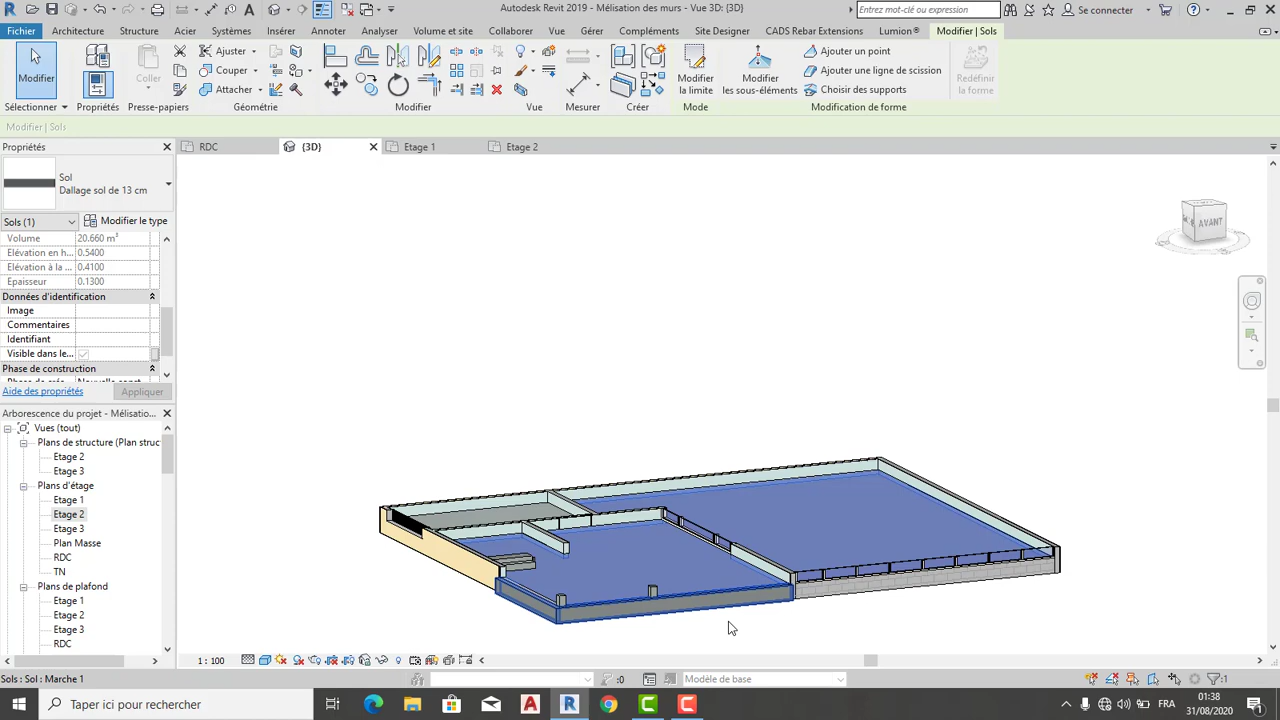 Autodesk Revit 2019 - Mélisation des murs - Vue 3D: {3D}
Entrez mot-clé ou expression
Se connecter
Fichier Architecture Structure Acier Systèmes Insérer Annoter Analyser Volume et site Collaborer Vue Gérer Compléments Site Designer CADS Rebar Extensions Lumion® Modifier | Sols
Modifier
Coller
Ajuster
Couper
Attacher
Modifier la limite
Modifier les sous-éléments
Ajouter un point
Ajouter une ligne de scission
Choisir des supports
Redéfinir la forme
Sélectionner Propriétés Presse-papiers Géométrie Modifier Vue Mesurer Créer Mode Modification de forme
Modifier | Sols
Propriétés
RDC {3D} Etage 1 Etage 2
Sol
Dallage sol de 13 cm
Sols (1) Modifier le type
Volume 20.660 m³
Elévation en h... 0.5400
Elévation à la ... 0.4100
Epaisseur 0.1300
Données d'identification
Image
Commentaires
Identifiant
Visible dans le...
Phase de construction
Aide des propriétés Appliquer
Arborescence du projet - Mélisatio...
Vues (tout)
Plans de structure (Plan struc
Etage 2
Etage 3
Plans d'étage
Etage 1
Etage 2
Etage 3
Plan Masse
RDC
TN
Plans de plafond
Etage 1
Etage 2
Etage 3
RDC
AVANT
1 : 100
Sols : Sol : Marche 1
:0
Modèle de base
:1
Taper ici pour rechercher
FRA
01:38
31/08/2020